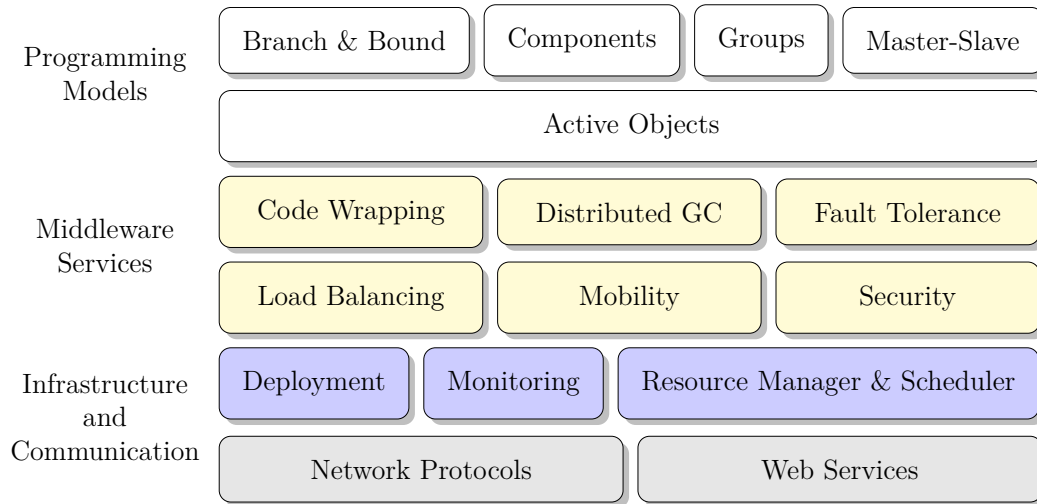 Programming
Models
Branch & Bound
Components
Groups
Master-Slave
Active Objects
Middleware
Services
Code Wrapping
Distributed GC
Fault Tolerance
Load Balancing
Mobility
Security
Infrastructure
and
Communication
Deployment
Monitoring
Resource Manager & Scheduler
Network Protocols
Web Services